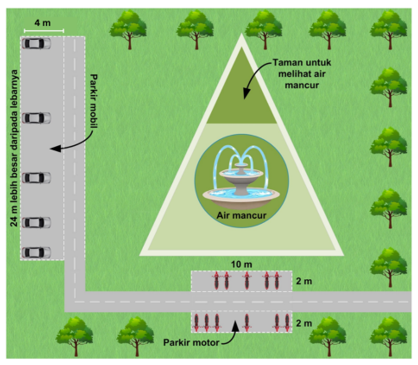 4 m
Taman untuk
melihat air
mancur
Parkir mobil
24 m lebih besar daripada lebarnya
Air mancur
10 m
2 m
2 m
Parkir motor